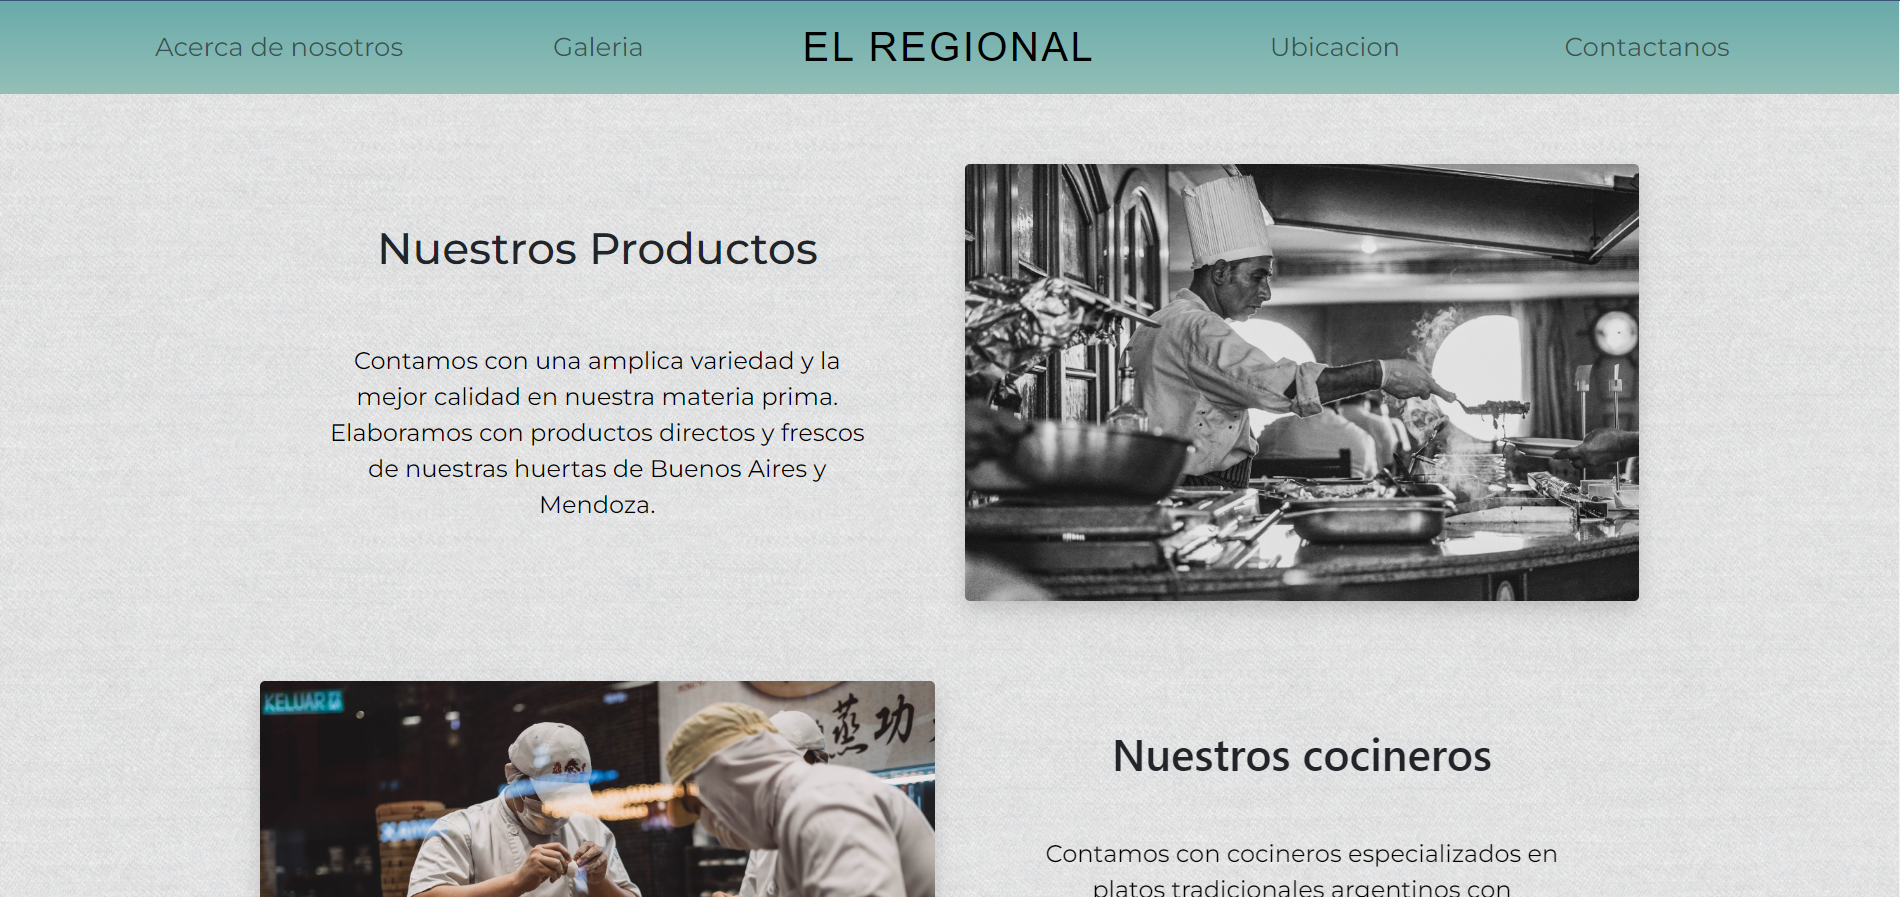 Acerca de nosotros
Galeria
EL REGIONAL
Ubicacion
Contactanos
Nuestros Productos
Contamos con una amplica variedad y la
mejor calidad en nuestra materia prima.
Elaboramos con productos directos y frescos
de nuestras huertas de Buenos Aires y
Mendoza.
KELUAR
蒸功
Nuestros cocineros
Contamos con cocineros especializados en
platos tradicionales argentinos con